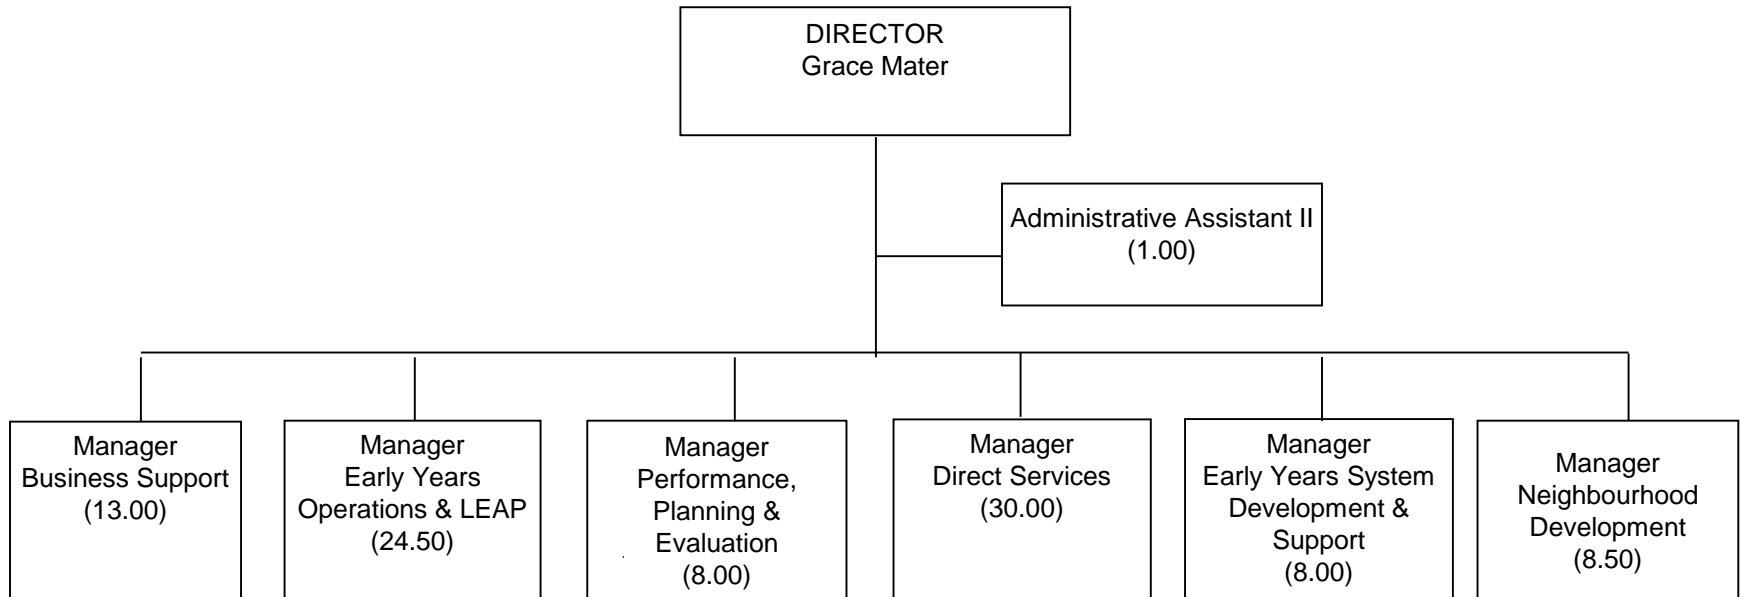 DIRECTOR
Grace Mater
Administrative Assistant II
(1.00)
Manager
Business Support
(13.00)
Manager
Early Years
Operations & LEAP
(24.50)
Manager
Performance,
Planning &
Evaluation
(8.00)
Manager
Direct Services
(30.00)
Manager
Early Years System
Development &
Support
(8.00)
Manager
Neighbourhood
Development
(8.50)